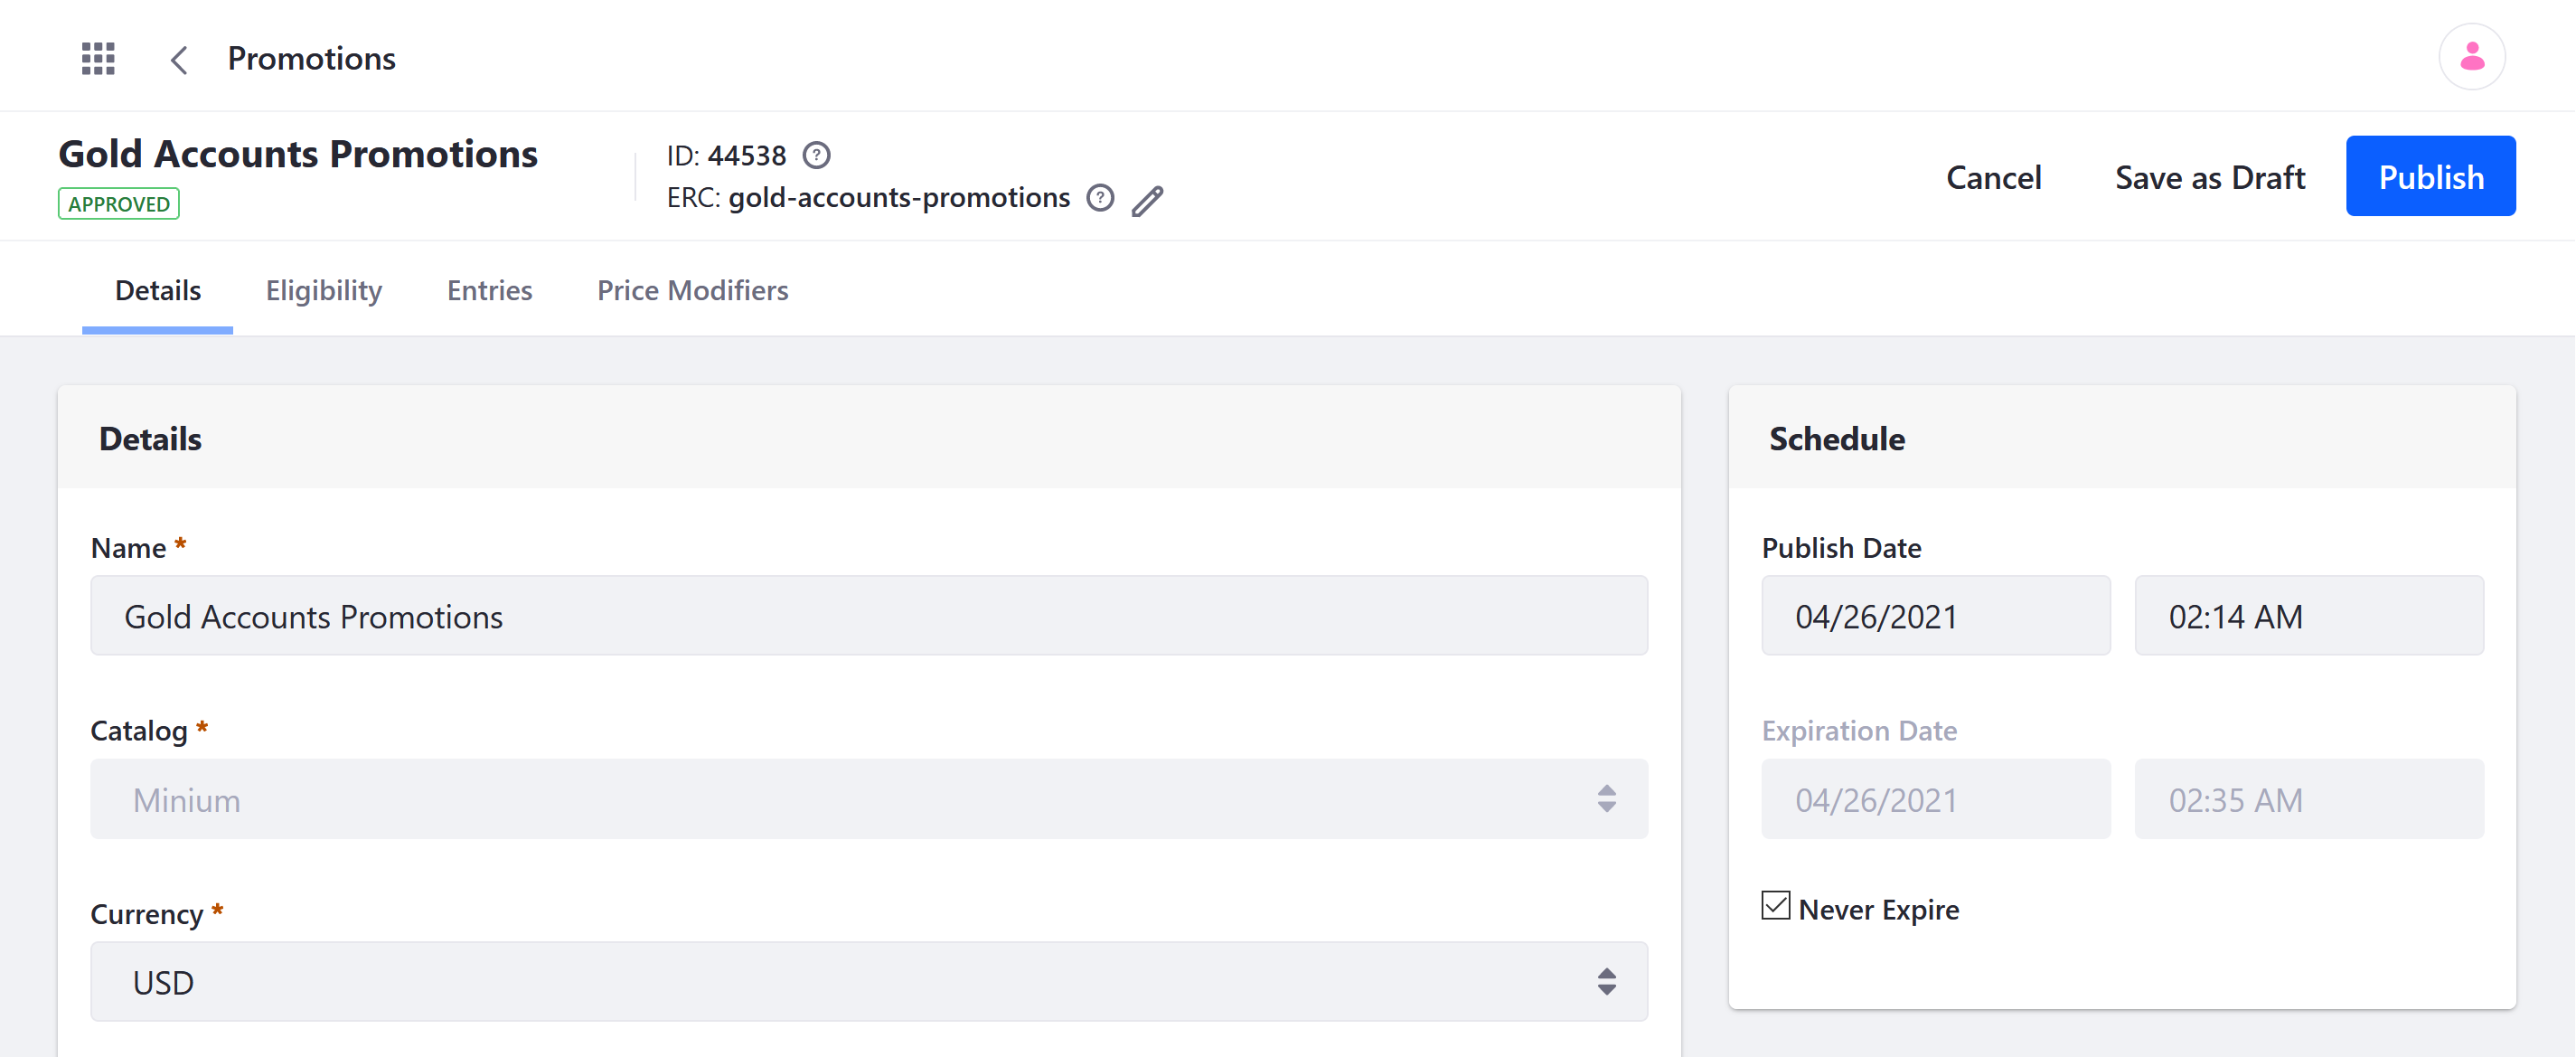 Promotions
Gold Accounts Promotions
APPROVED
ID: 44538 ?
ERC: gold-accounts-promotions ?
Cancel
Save as Draft
Publish
Details
Eligibility
Entries
Price Modifiers
Details
Name *
Gold Accounts Promotions
Catalog *
Minium
Currency *
USD
Schedule
Publish Date
04/26/2021
02:14 AM
Expiration Date
04/26/2021
02:35 AM
Never Expire